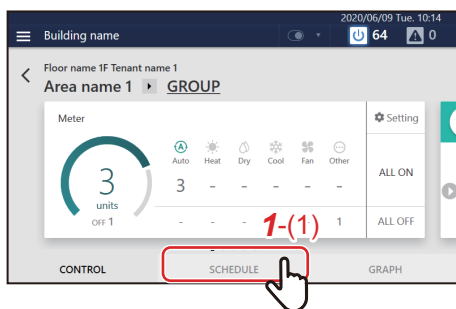 2020/06/09 Tue. 10:14
Building name
64
0
Floor name 1F Tenant name 1
Area name 1 GROUP
Meter
Setting
A
Auto Heat Dry Cool Fan Other
3 - - - - -
3
units
OFF 1
- - - - 1
ALL ON
ALL OFF
1-(1)
CONTROL SCHEDULE GRAPH